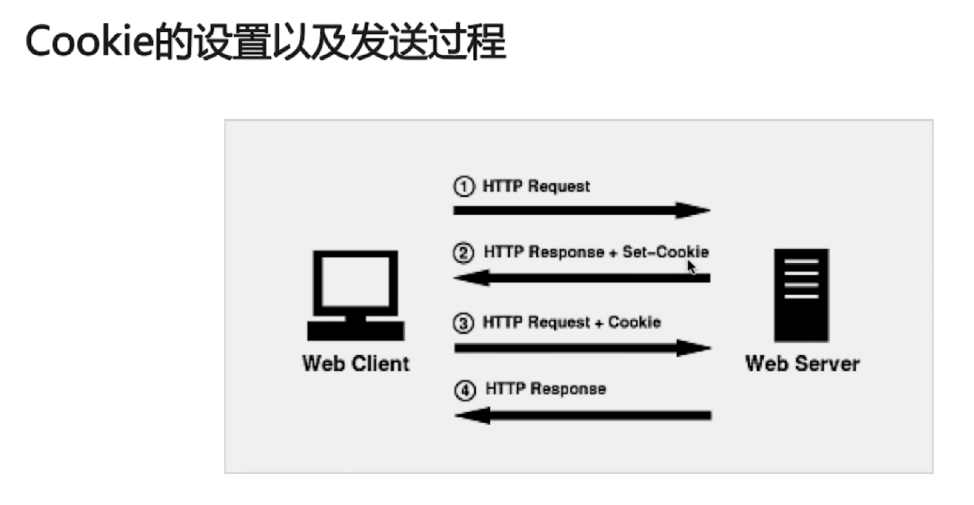 Cookie的设置以及发送过程
① HTTP Request
② HTTP Response + Set-Cookie
③ HTTP Request + Cookie
Web Client
Web Server
④ HTTP Response